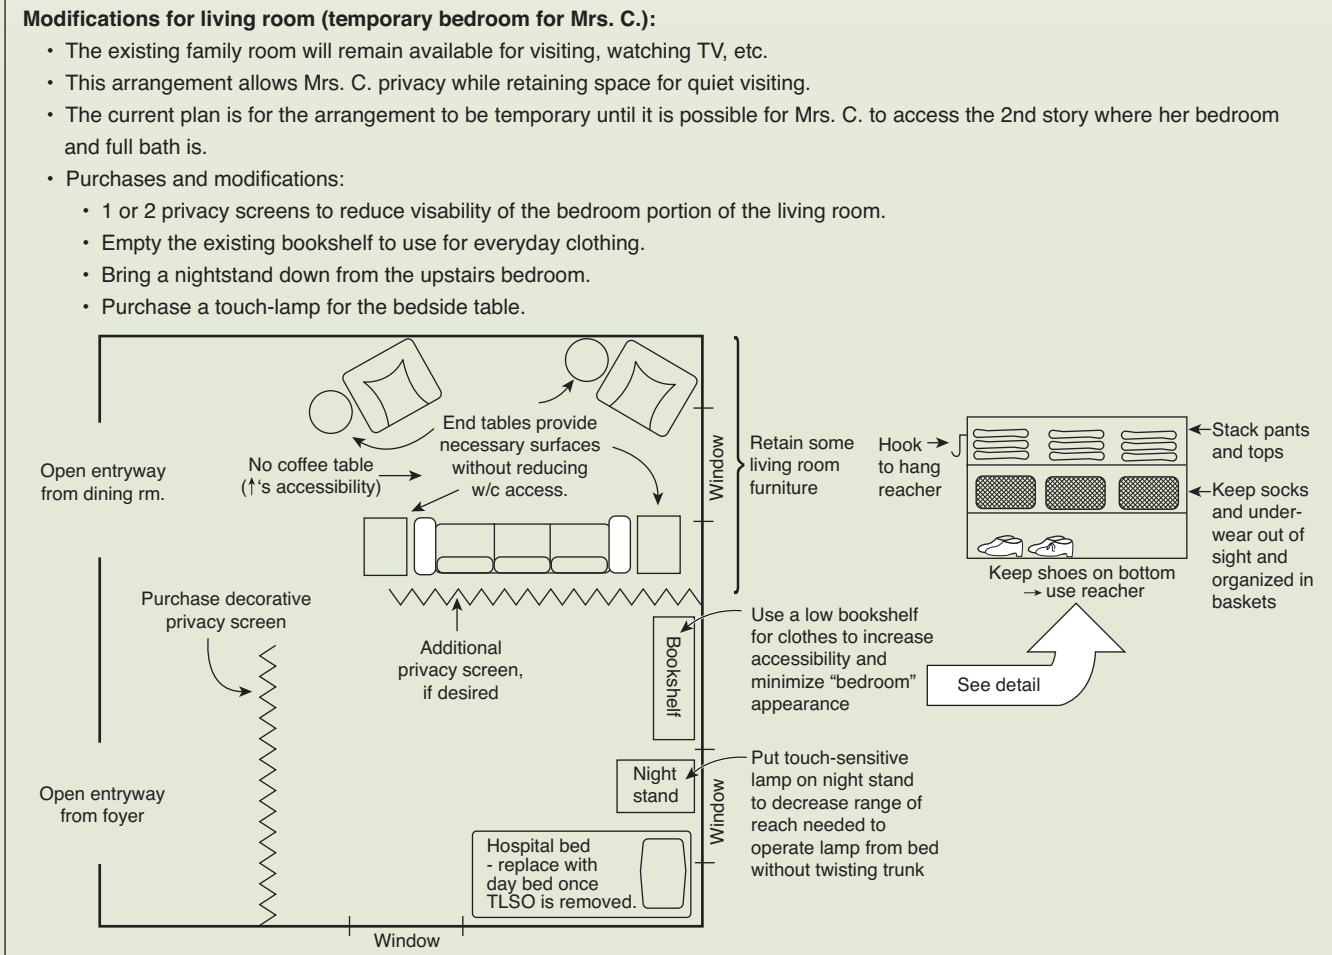 Modifications for living room (temporary bedroom for Mrs. C.):
• The existing family room will remain available for visiting, watching TV, etc.
• This arrangement allows Mrs. C. privacy while retaining space for quiet visiting.
• The current plan is for the arrangement to be temporary until it is possible for Mrs. C. to access the 2nd story where her bedroom
and full bath is.
• Purchases and modifications:
• 1 or 2 privacy screens to reduce visability of the bedroom portion of the living room.
• Empty the existing bookshelf to use for everyday clothing.
• Bring a nightstand down from the upstairs bedroom.
• Purchase a touch-lamp for the bedside table.
End tables provide
necessary surfaces
without reducing
w/c access.
No coffee table
(↑'s accessibility)
Open entryway
from dining rm.
Window
Retain some
living room
furniture
Hook
to hang
reacher
Stack pants
and tops
Keep socks
and under-
wear out of
sight and
organized in
baskets
Keep shoes on bottom
→ use reacher
Purchase decorative
privacy screen
Additional
privacy screen,
if desired
Bookshelf
Use a low bookshelf
for clothes to increase
accessibility and
minimize “bedroom”
appearance
See detail
Open entryway
from foyer
Night
stand
Window
Put touch-sensitive
lamp on night stand
to decrease range of
reach needed to
operate lamp from bed
without twisting trunk
Hospital bed
- replace with
day bed once
TLSO is removed.
Window